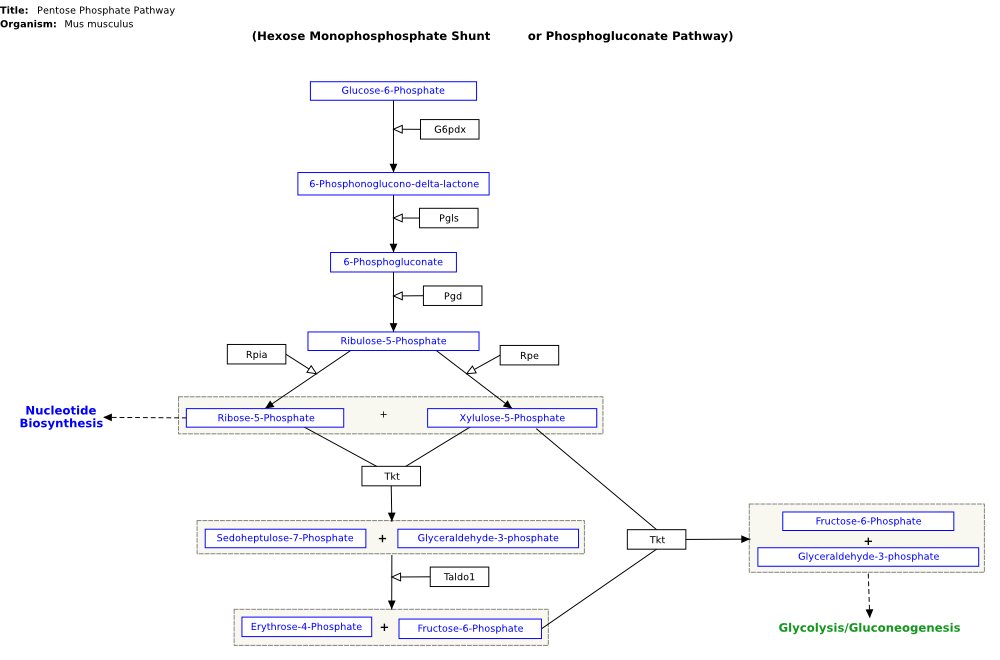 Title: Pentose Phosphate Pathway
Organism: Mus musculus
(Hexose Monophosphosphate Shunt or Phosphogluconate Pathway)
Glucose-6-Phosphate
G6pdx
6-Phosphonoglucono-delta-lactone
Pgls
6-Phosphogluconate
Pgd
Ribulose-5-Phosphate
Rpia
Rpe
Nucleotide
Biosynthesis
Ribose-5-Phosphate + Xylulose-5-Phosphate
Tkt
Sedoheptulose-7-Phosphate + Glyceraldehyde-3-phosphate
Tkt
Fructose-6-Phosphate
+
Glyceraldehyde-3-phosphate
Taldo1
Erythrose-4-Phosphate + Fructose-6-Phosphate
Glycolysis/Gluconeogenesis